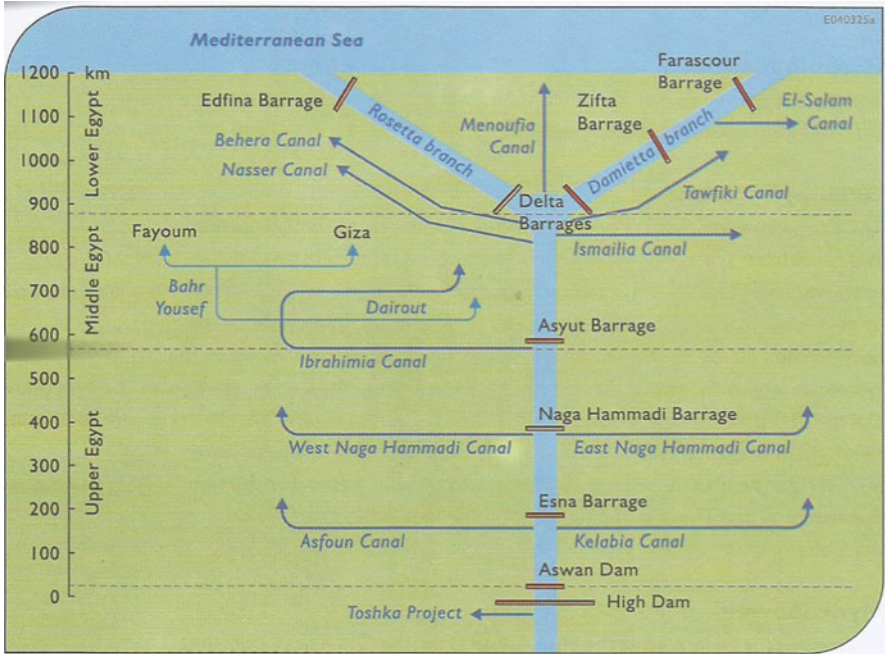 E040325a
Mediterranean Sea
1200 km
1100
1000
900
800
700
600
500
400
300
200
100
0
Lower Egypt
Middle Egypt
Upper Egypt
Edfina Barrage
Rosetta branch
Behera Canal
Nasser Canal
Menoufia
Canal
Farascour
Barrage
Zifta
Barrage
Damietta branch
El-Salam
Canal
Tawfiki Canal
Delta
Barrages
Ismailia Canal
Fayoum
Giza
Bahr
Yousef
Dairout
Asyut Barrage
Ibrahimia Canal
Naga Hammadi Barrage
West Naga Hammadi Canal
East Naga Hammadi Canal
Esna Barrage
Asfoun Canal
Kelabia Canal
Aswan Dam
High Dam
Toshka Project